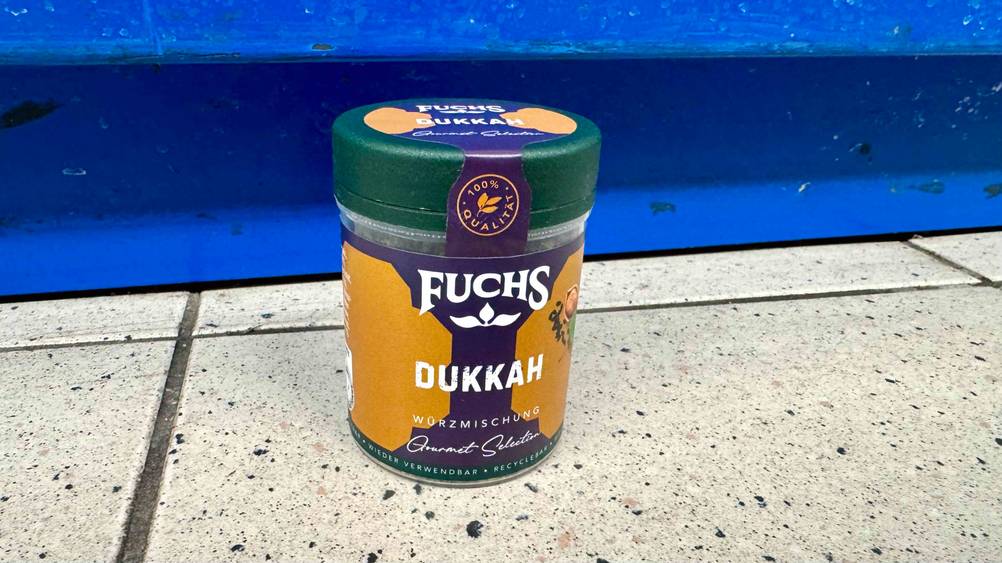 FUCHS
DUKKAH
Gourmet Selection
100%
QUALITÄT
FUCHS
DUKKAH
WÜRZMISCHUNG
Gourmet Selection
• WIEDER VERWENDBAR • RECYCLEBAR